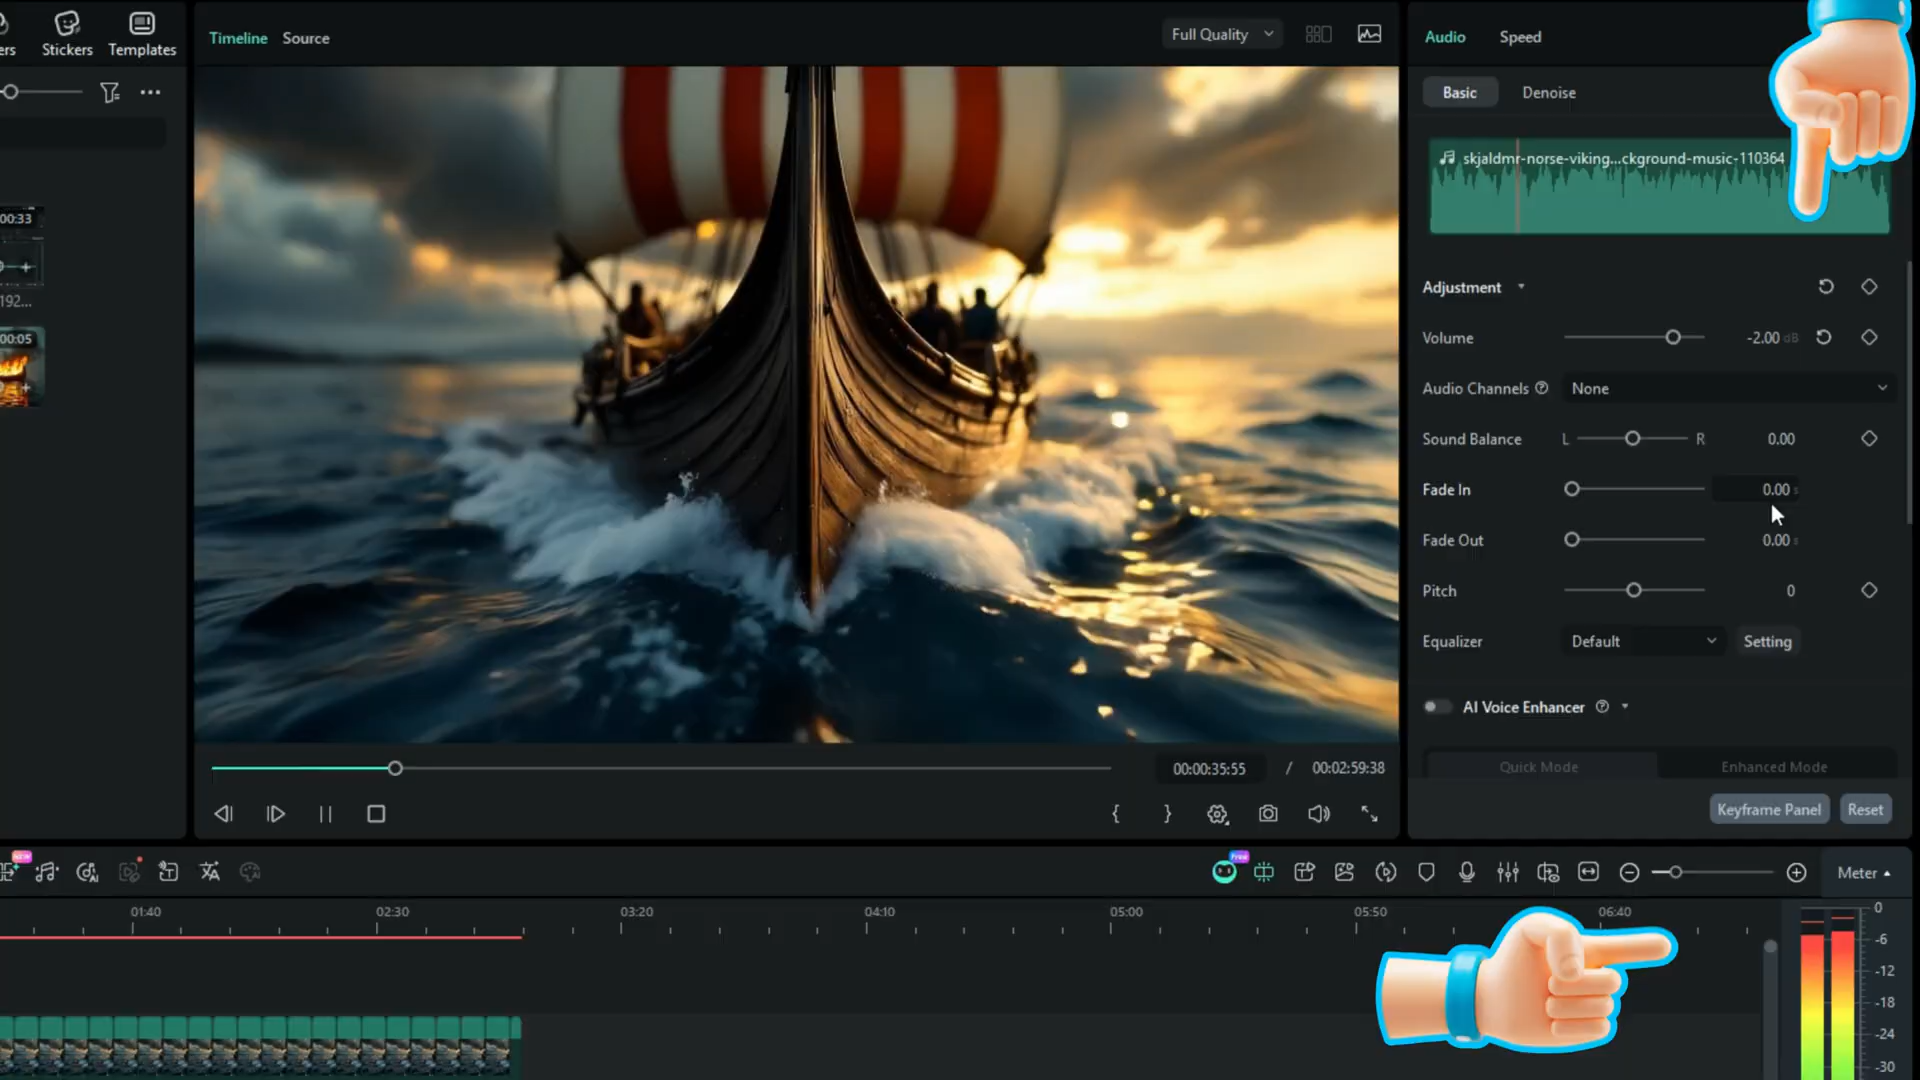 ers
Stickers
Templates
Timeline
Source
Full Quality
Audio
Speed
Basic
Denoise
skjaldmr-norse-viking...ckground-music-110364
00:33
192...
00:05
Adjustment
Volume
-2.00 dB
Audio Channels
None
Sound Balance
L
R
0.00
Fade In
0.00 s
Fade Out
0.00 s
Pitch
0
Equalizer
Default
Setting
AI Voice Enhancer
Quick Mode
Enhanced Mode
00:00:35:55
/
00:02:59:38
Keyframe Panel
Reset
NEW
Free
Meter
01:40
02:30
03:20
04:10
05:00
05:50
06:40
0
-6
-12
-18
-24
-30